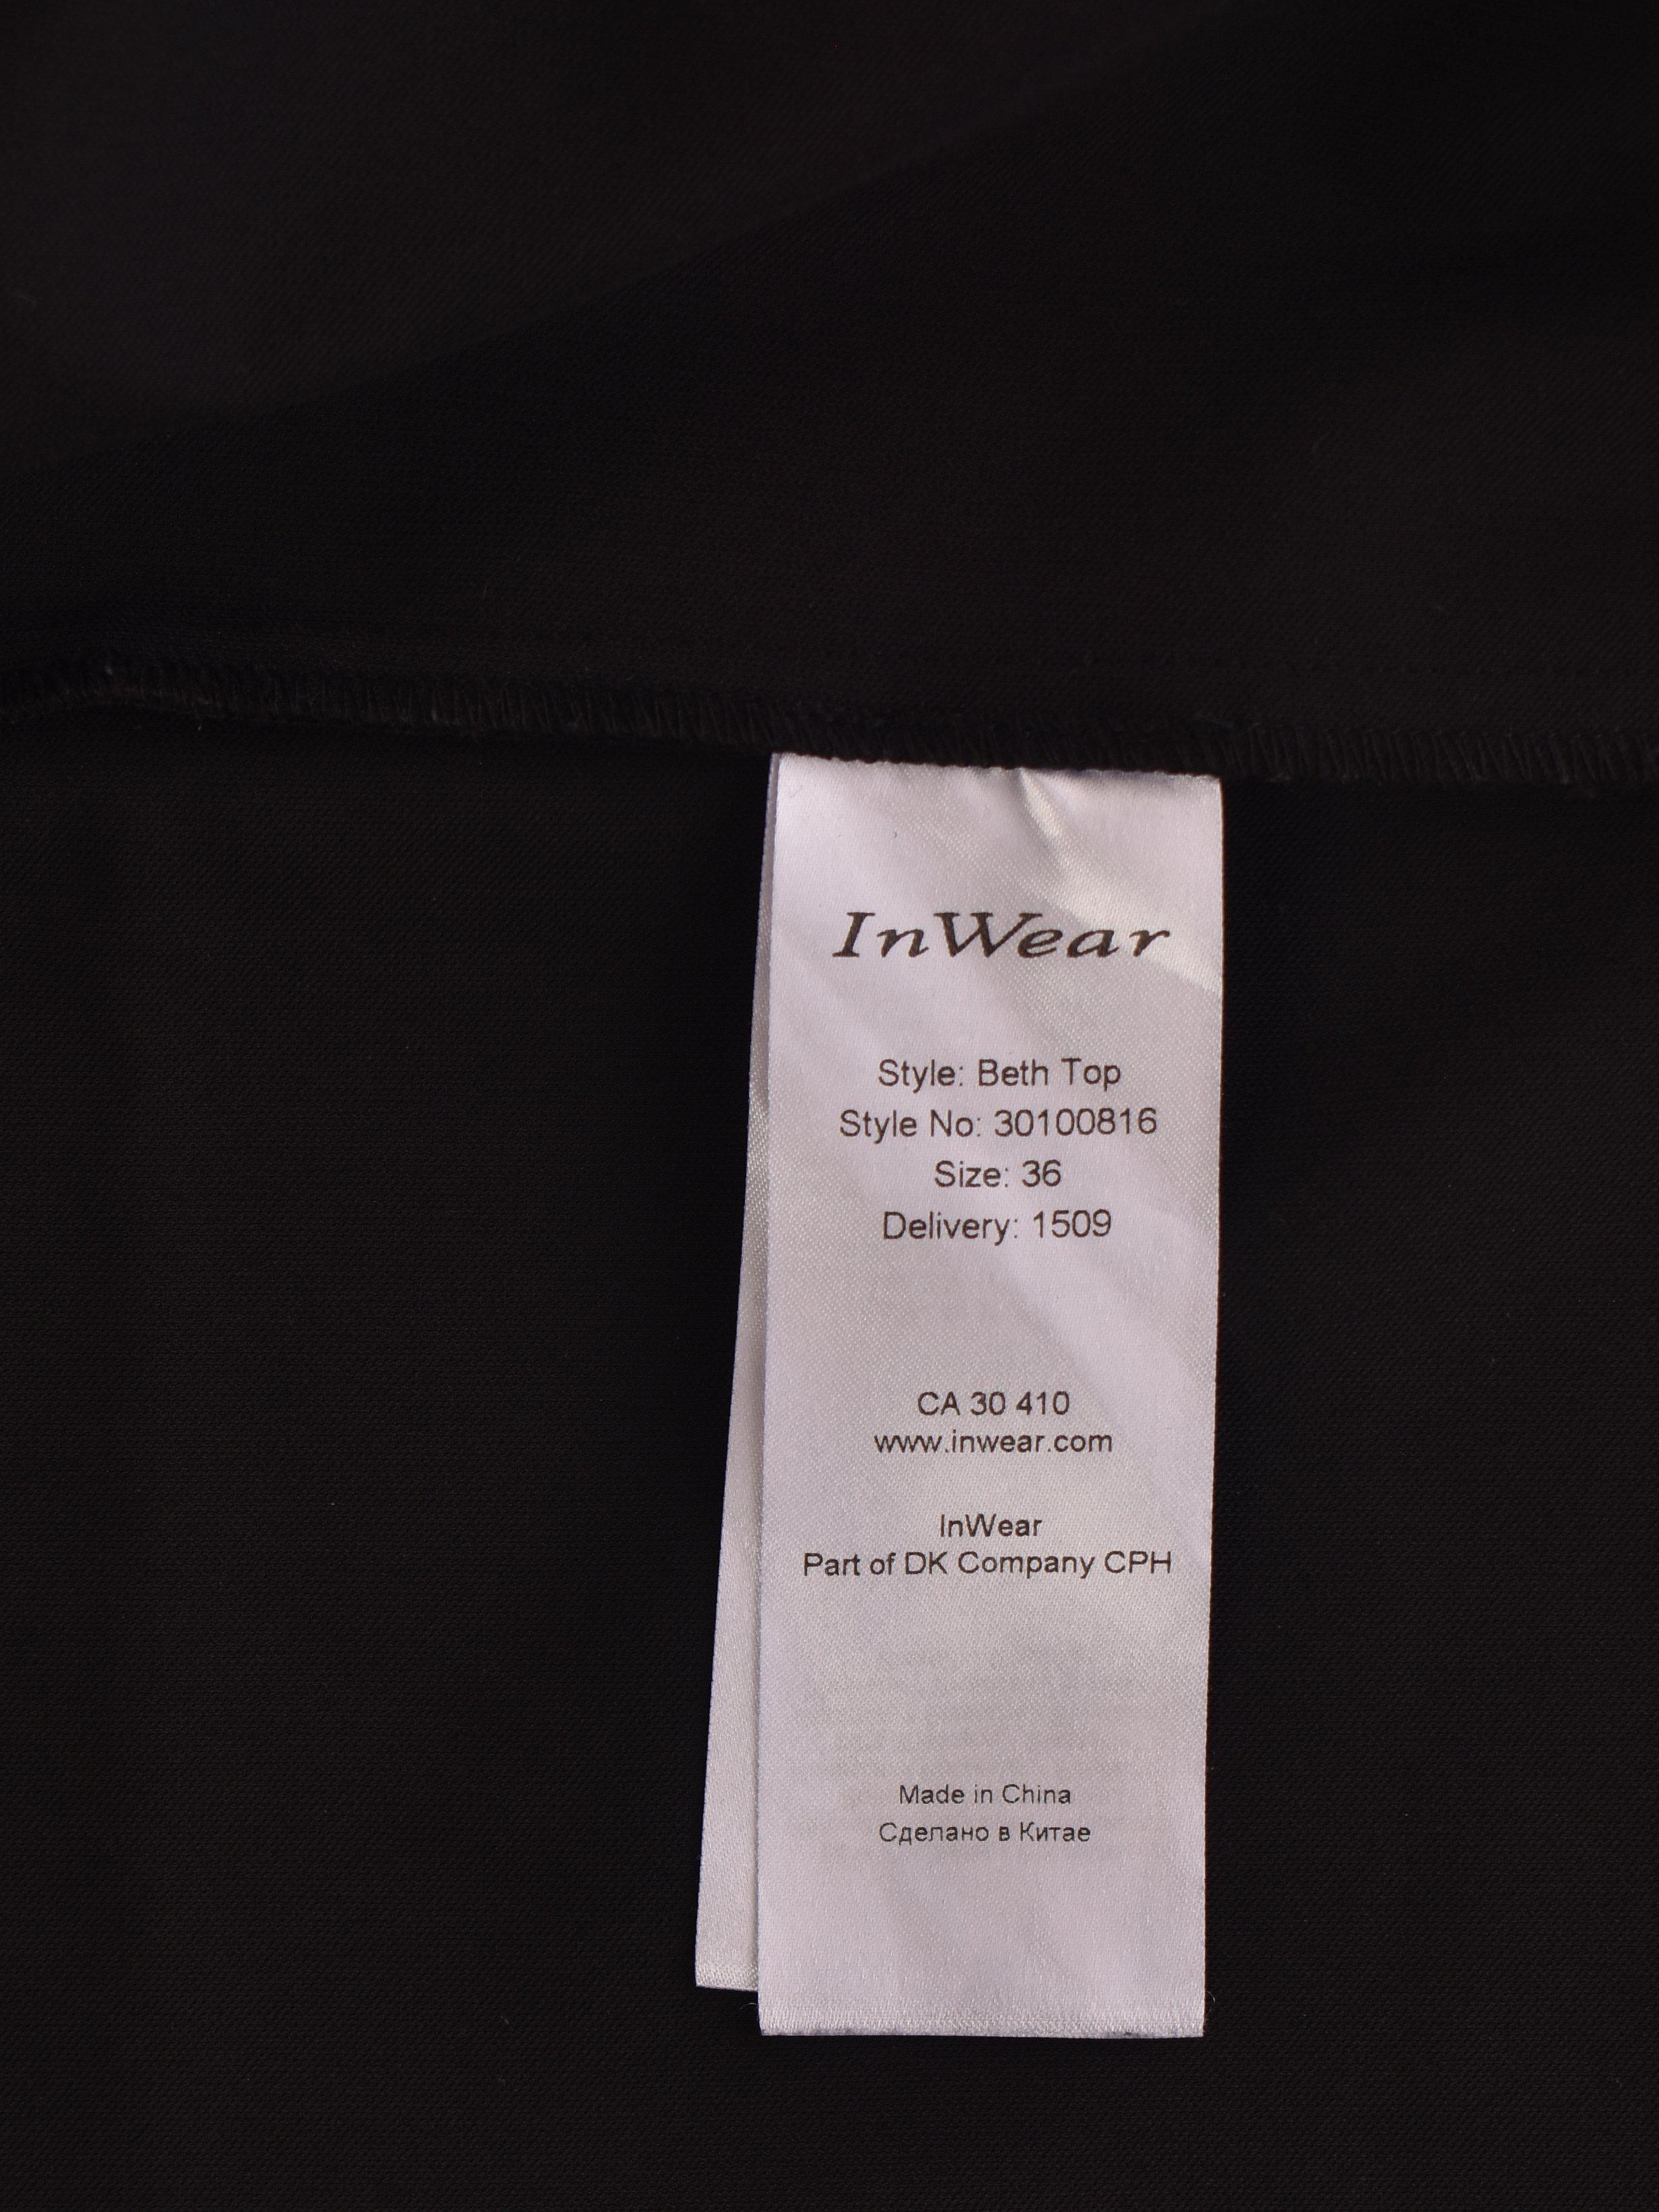 InWear
Style: Beth Top
Style No: 30100816
Size: 36
Delivery: 1509
CA 30 410
www.inwear.com
InWear
Part of DK Company CPH
Made in China
Сделано в Китае